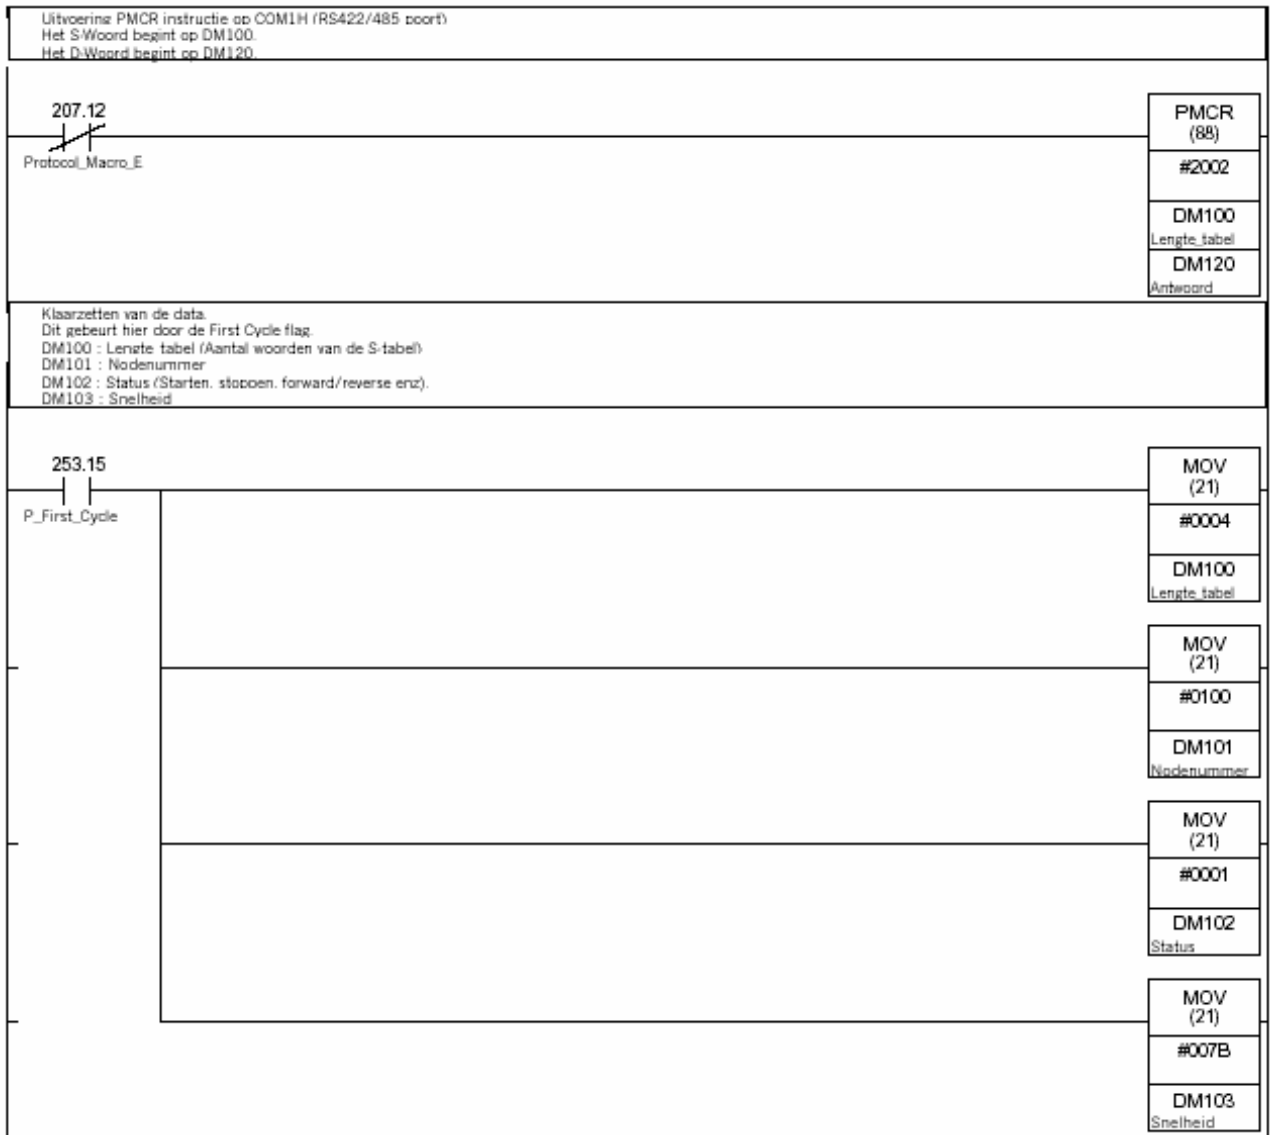 Uitvoering PMCR instructie op COM1H (RS422/485 poort)
Het S-Woord begint op DM100.
Het D-Woord begint op DM120.
207.12
Protocol_Macro_E
PMCR
(88)
#2002
DM100
Lengte_tabel
DM120
Antwoord
Klaarzetten van de data.
Dit gebeurt hier door de First Cycle flag.
DM100 : Lengte tabel (Aantal woorden van de S-tabel)
DM101 : Nodenummer
DM102 : Status (Starten, stoppen, forward/reverse enz).
DM103 : Snelheid
253.15
P_First_Cycle
MOV
(21)
#0004
DM100
Lengte_tabel
MOV
(21)
#0100
DM101
Nodenummer
MOV
(21)
#0001
DM102
Status
MOV
(21)
#007B
DM103
Snelheid